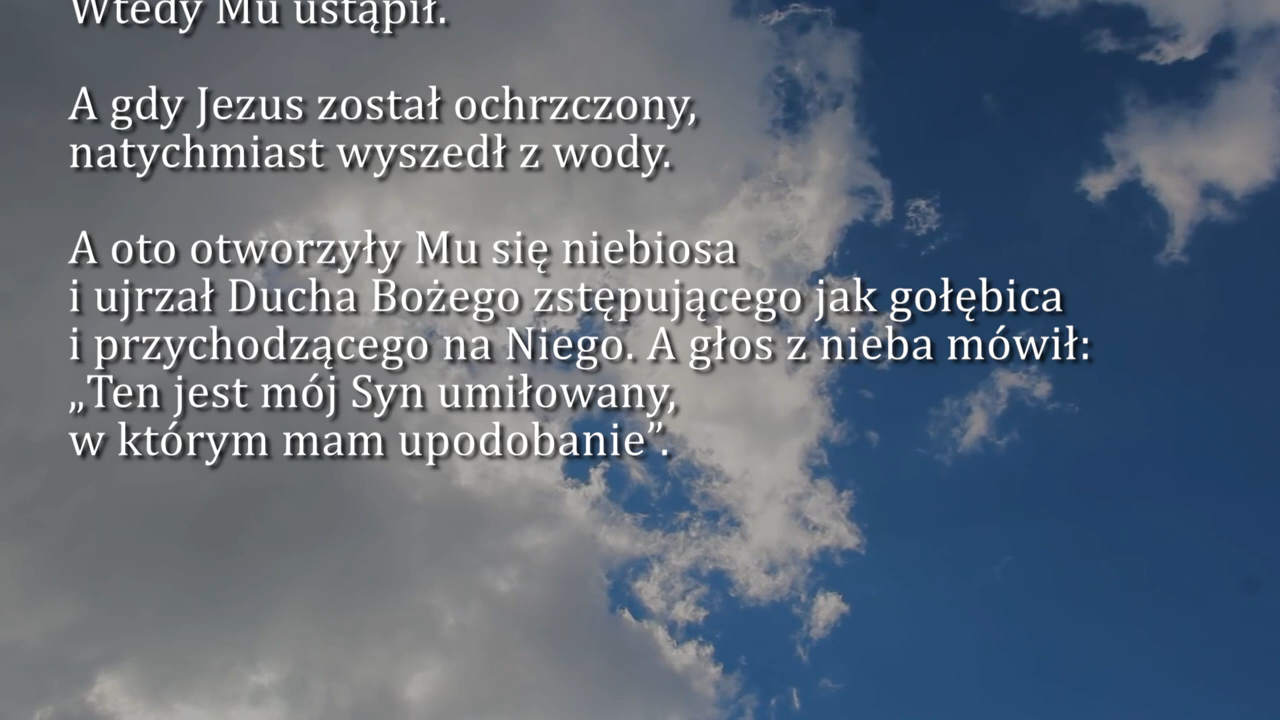 Wtedy Mu ustąpił.
A gdy Jezus został ochrzczony,
natychmiast wyszedł z wody.
A oto otworzyły Mu się niebiosa
i ujrzał Ducha Bożego zstępującego jak gołębica
i przychodzącego na Niego. A głos z nieba mówił:
„Ten jest mój Syn umiłowany,
w którym mam upodobanie”.